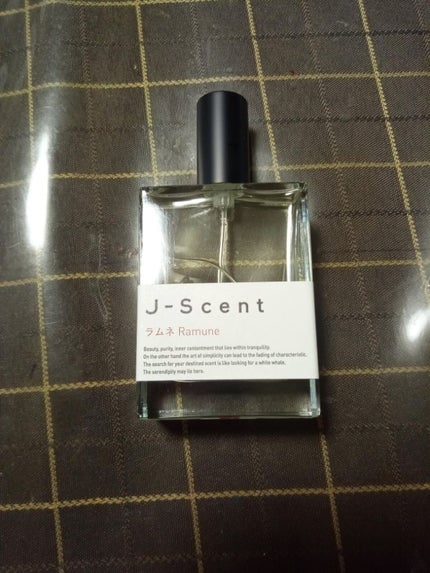 J-Scent
ラムネ Ramune
Beauty, purity, inner contentment that lies within tranquility.
On the other hand the art of simplicity can lead to the fading of characteristic.
The search for your destined scent is like looking for a white whale.
The serendipity may lie here.